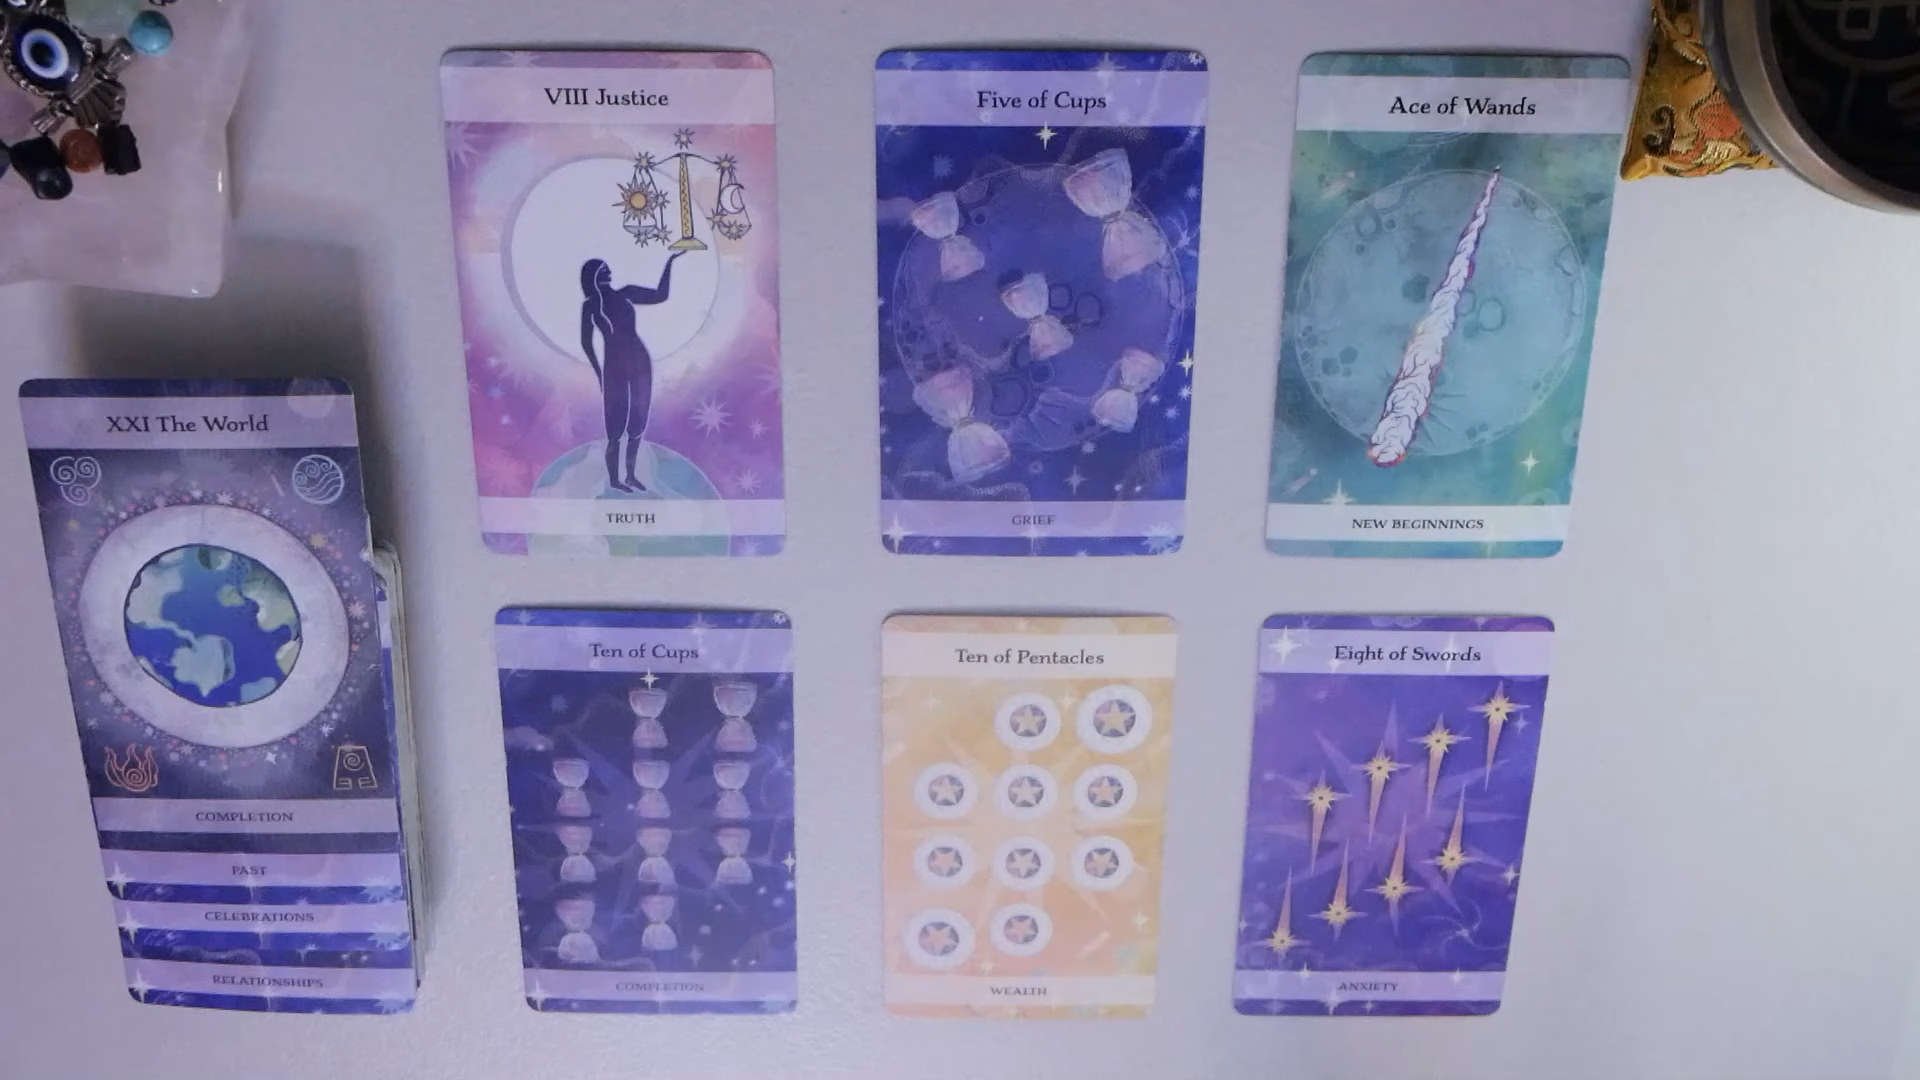 VIII Justice
TRUTH
Five of Cups
GRIEF
Ace of Wands
NEW BEGINNINGS
XXI The World
COMPLETION
PAST
CELEBRATIONS
RELATIONSHIPS
Ten of Cups
COMPLETION
Ten of Pentacles
WEALTH
Eight of Swords
ANXIETY